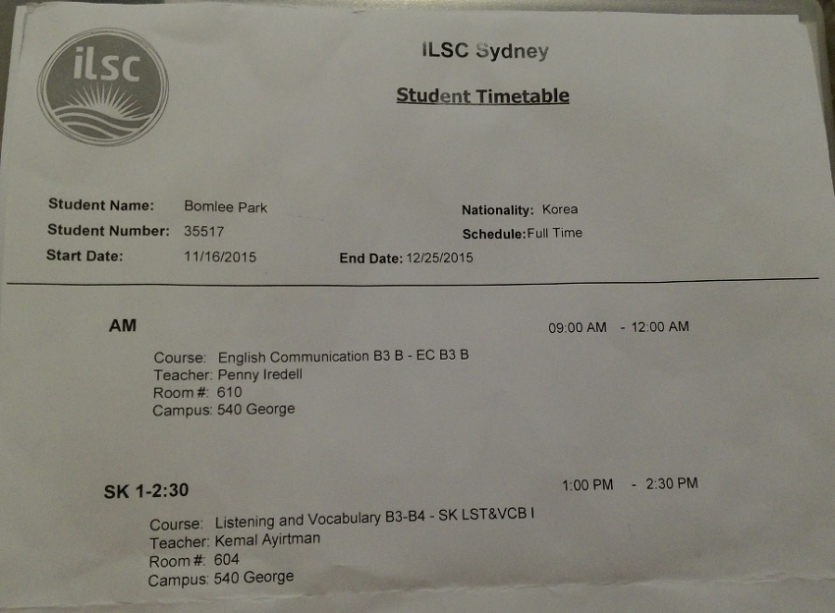 ilsc
ILSC Sydney
Student Timetable
Student Name: Bomlee Park
Nationality: Korea
Student Number: 35517
Schedule:Full Time
Start Date: 11/16/2015
End Date: 12/25/2015
AM 09:00 AM - 12:00 AM
Course: English Communication B3 B - EC B3 B
Teacher: Penny Iredell
Room #: 610
Campus: 540 George
SK 1-2:30 1:00 PM - 2:30 PM
Course: Listening and Vocabulary B3-B4 - SK LST&VCB I
Teacher: Kemal Ayirtman
Room #: 604
Campus: 540 George